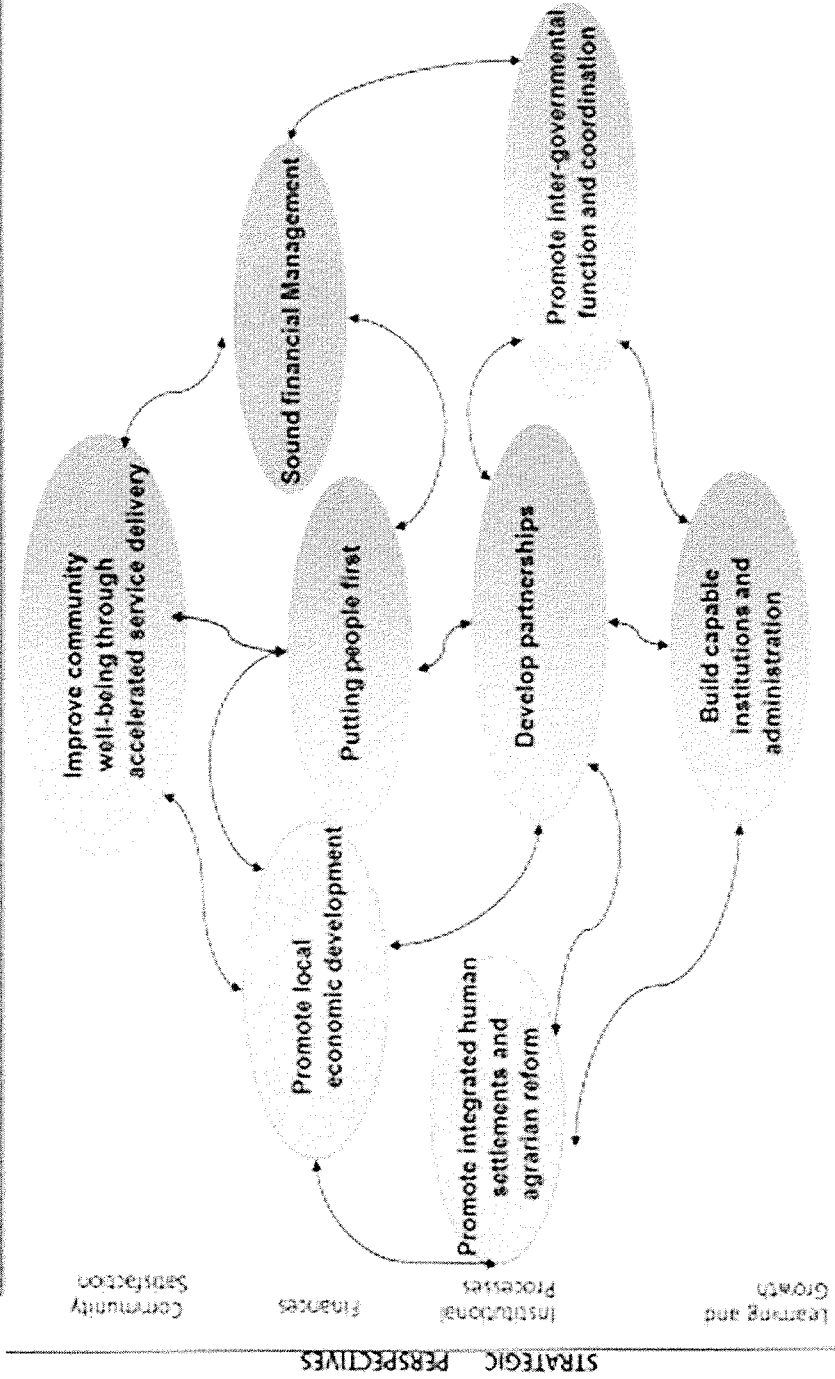 STRATEGIC PERSPECTIVES
Community
Satisfaction
Finances
Institutional
Processes
Learning and
Growth
Improve community
well-being through
accelerated service delivery
Promote local
economic development
Putting people first
Sound financial Management
Promote integrated human
settlements and
agrarian reform
Develop partnerships
Promote inter-governmental
function and coordination
Build capable
institutions and
administration